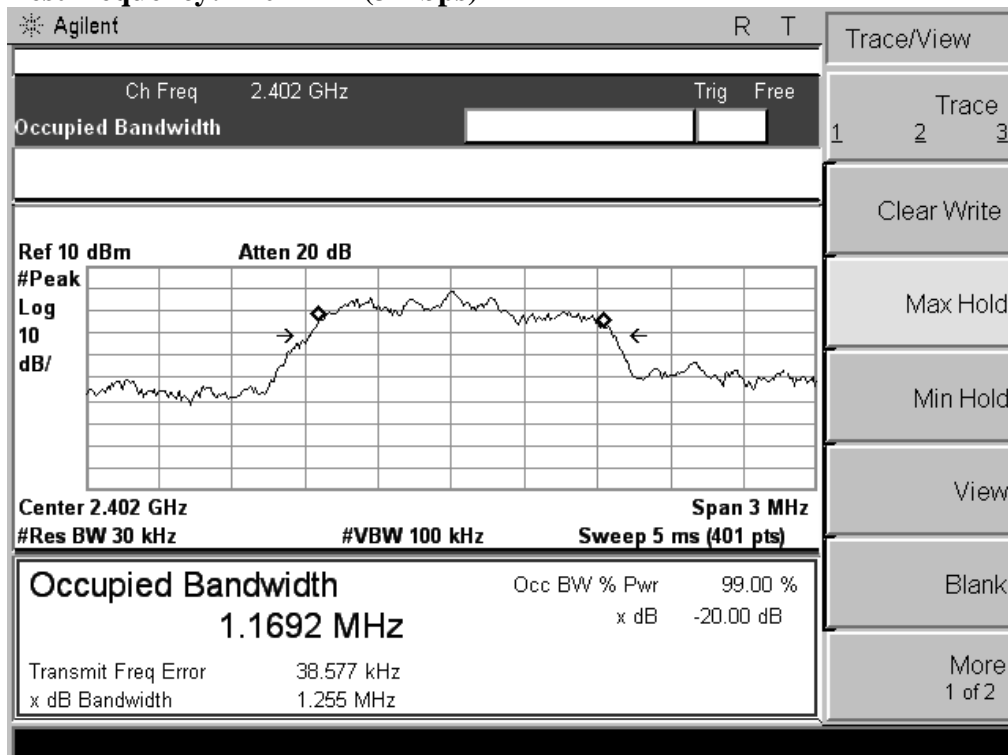 Agilent R T
Trace/View
Ch Freq 2.402 GHz Trig Free
Occupied Bandwidth
Trace
1 2 3
Clear Write
Ref 10 dBm Atten 20 dB
#Peak
Log
10
dB/
Max Hold
Min Hold
View
Center 2.402 GHz Span 3 MHz
#Res BW 30 kHz #VBW 100 kHz Sweep 5 ms (401 pts)
Occupied Bandwidth
1.1692 MHz
Occ BW % Pwr 99.00 %
x dB -20.00 dB
Transmit Freq Error 38.577 kHz
x dB Bandwidth 1.255 MHz
Blank
More
1 of 2